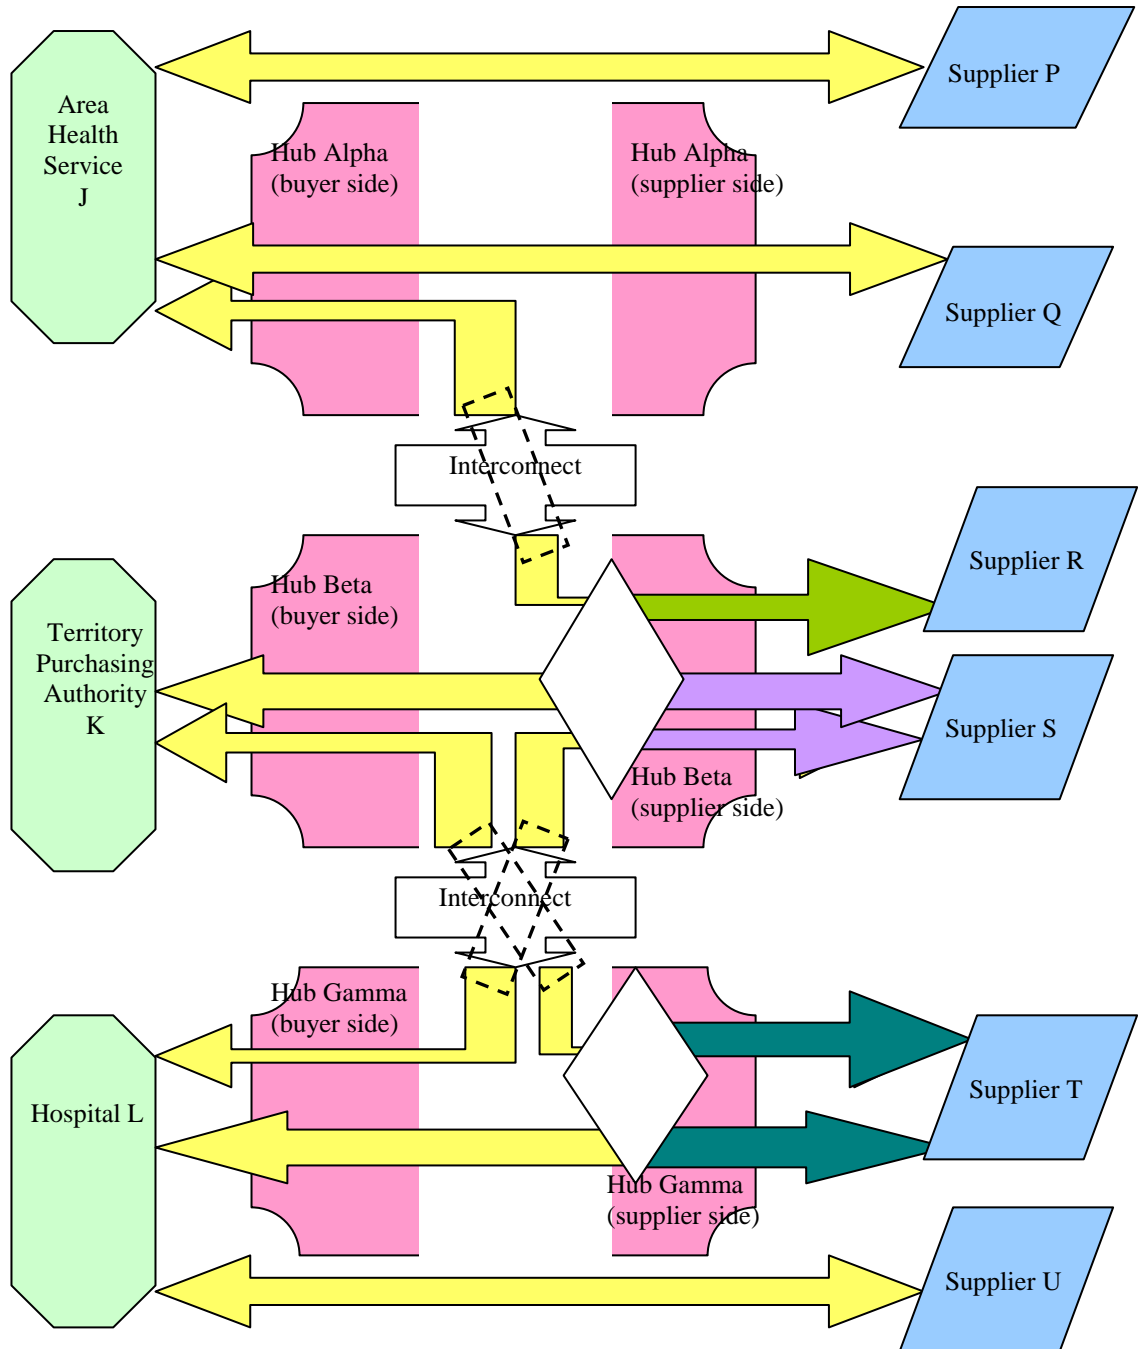 Supplier P
Area
Health
Service
J
Hub Alpha
(buyer side)
Hub Alpha
(supplier side)
Supplier Q
Interconnect
Supplier R
Hub Beta
(buyer side)
Territory
Purchasing
Authority
K
Supplier S
Hub Beta
(supplier side)
Interconnect
Hub Gamma
(buyer side)
Supplier T
Hospital L
Hub Gamma
(supplier side)
Supplier U